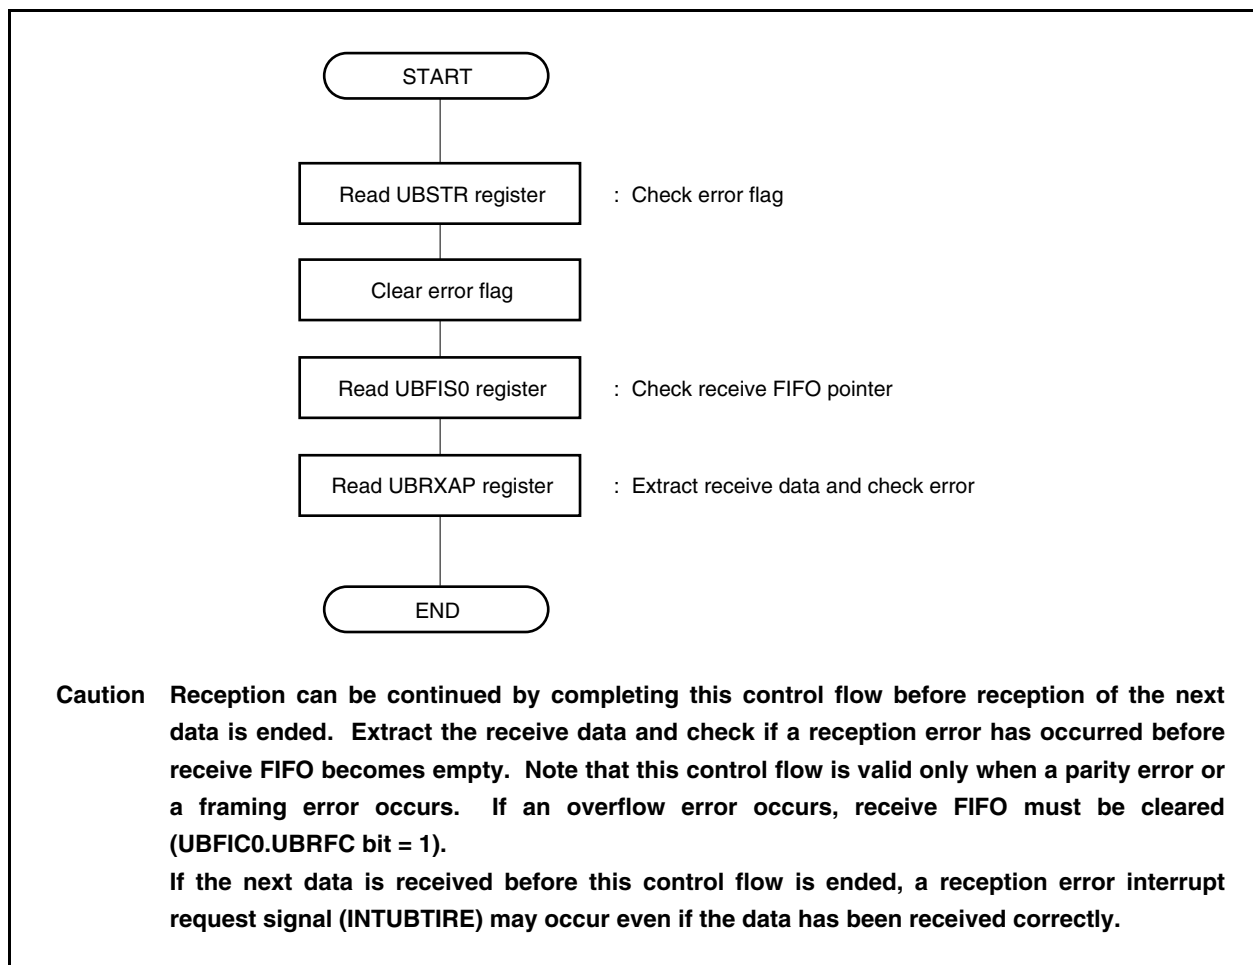 START
Read UBSTR register : Check error flag
Clear error flag
Read UBFIS0 register : Check receive FIFO pointer
Read UBRXAP register : Extract receive data and check error
END
Caution Reception can be continued by completing this control flow before reception of the next
data is ended. Extract the receive data and check if a reception error has occurred before
receive FIFO becomes empty. Note that this control flow is valid only when a parity error or
a framing error occurs. If an overflow error occurs, receive FIFO must be cleared
(UBFIC0.UBRFC bit = 1).
If the next data is received before this control flow is ended, a reception error interrupt
request signal (INTUBTIRE) may occur even if the data has been received correctly.